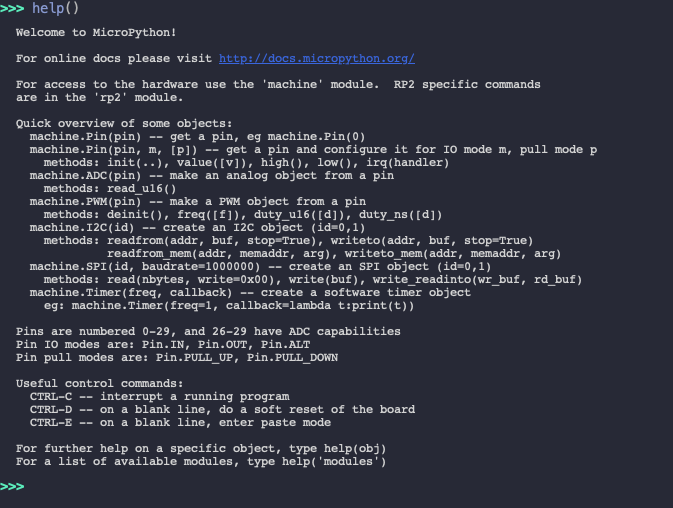 >>> help()
Welcome to MicroPython!
For online docs please visit http://docs.micropython.org/
For access to the hardware use the 'machine' module.  RP2 specific commands
are in the 'rp2' module.
Quick overview of some objects:
  machine.Pin(pin) -- get a pin, eg machine.Pin(0)
  machine.Pin(pin, m, [p]) -- get a pin and configure it for IO mode m, pull mode p
    methods: init(..), value([v]), high(), low(), irq(handler)
  machine.ADC(pin) -- make an analog object from a pin
    methods: read_u16()
  machine.PWM(pin) -- make a PWM object from a pin
    methods: deinit(), freq([f]), duty_u16([d]), duty_ns([d])
  machine.I2C(id) -- create an I2C object (id=0,1)
    methods: readfrom(addr, buf, stop=True), writeto(addr, buf, stop=True)
             readfrom_mem(addr, memaddr, arg), writeto_mem(addr, memaddr, arg)
  machine.SPI(id, baudrate=1000000) -- create an SPI object (id=0,1)
    methods: read(nbytes, write=0x00), write(buf), write_readinto(wr_buf, rd_buf)
  machine.Timer(freq, callback) -- create a software timer object
    eg: machine.Timer(freq=1, callback=lambda t:print(t))
Pins are numbered 0-29, and 26-29 have ADC capabilities
Pin IO modes are: Pin.IN, Pin.OUT, Pin.ALT
Pin pull modes are: Pin.PULL_UP, Pin.PULL_DOWN
Useful control commands:
  CTRL-C -- interrupt a running program
  CTRL-D -- on a blank line, do a soft reset of the board
  CTRL-E -- on a blank line, enter paste mode
For further help on a specific object, type help(obj)
For a list of available modules, type help('modules')
>>>